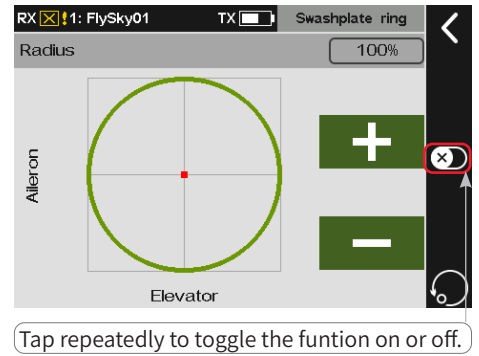 RX !1: FlySky01 TX Swashplate ring
Radius 100%
Aileron
Elevator
Tap repeatedly to toggle the funtion on or off.